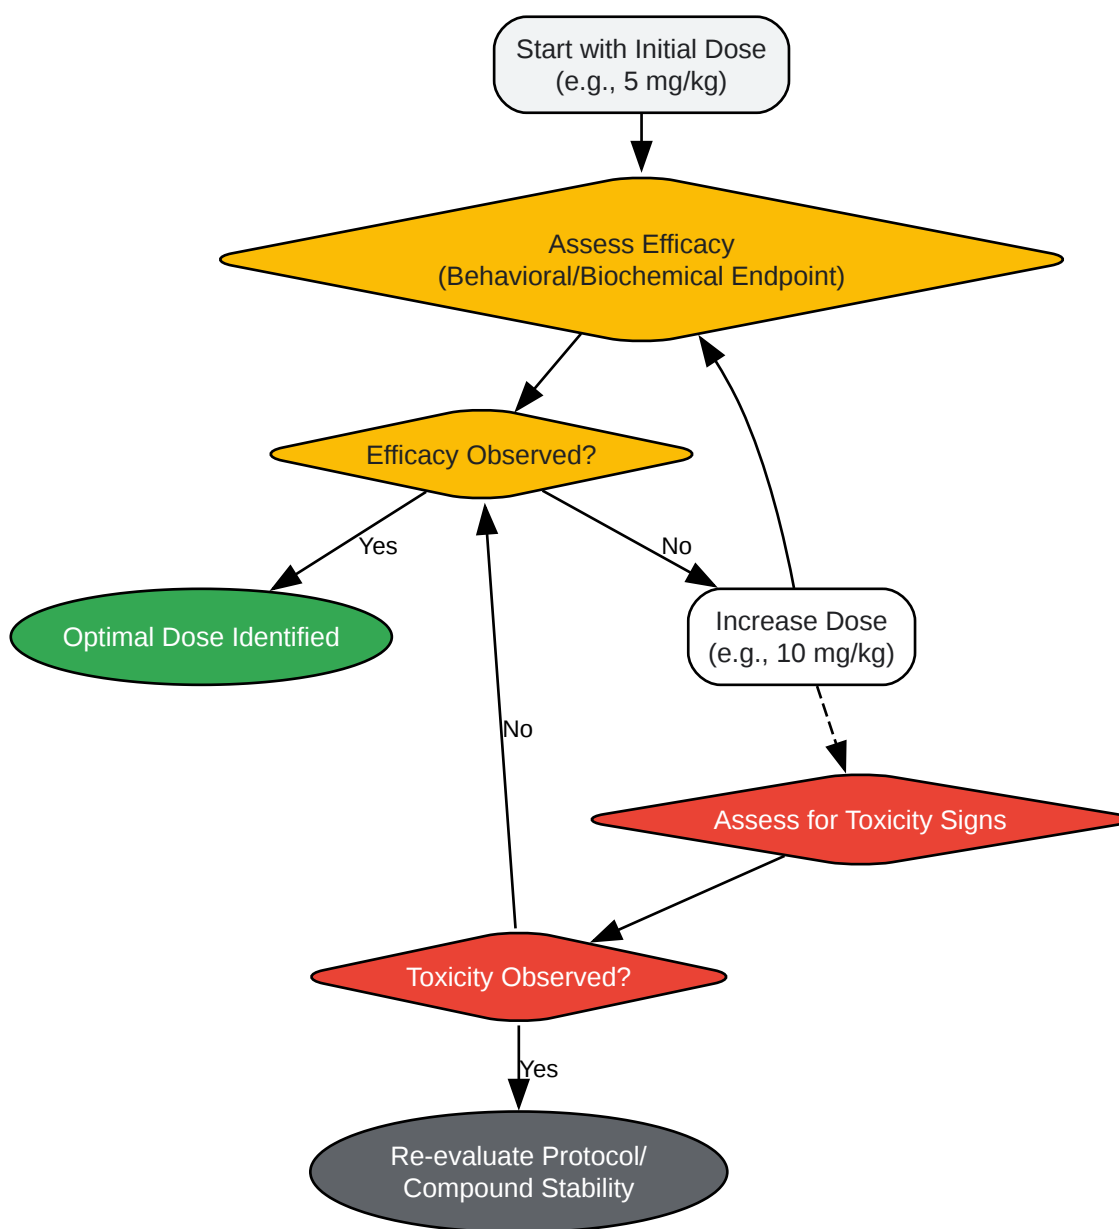 Start with Initial Dose
(e.g., 5 mg/kg)
Assess Efficacy
(Behavioral/Biochemical Endpoint)
Efficacy Observed?
Yes
No
Optimal Dose Identified
Increase Dose
(e.g., 10 mg/kg)
No
Assess for Toxicity Signs
Toxicity Observed?
Yes
Re-evaluate Protocol/
Compound Stability